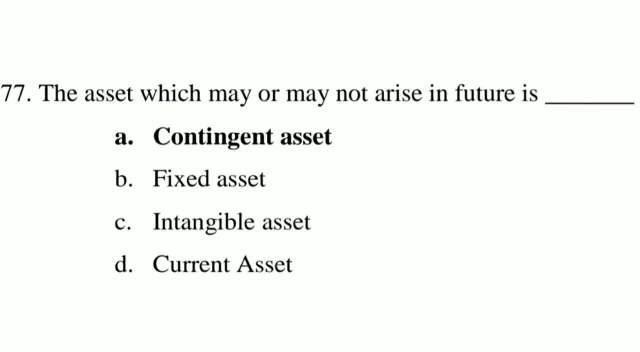 77. The asset which may or may not arise in future is ________
a. Contingent asset
b. Fixed asset
c. Intangible asset
d. Current Asset